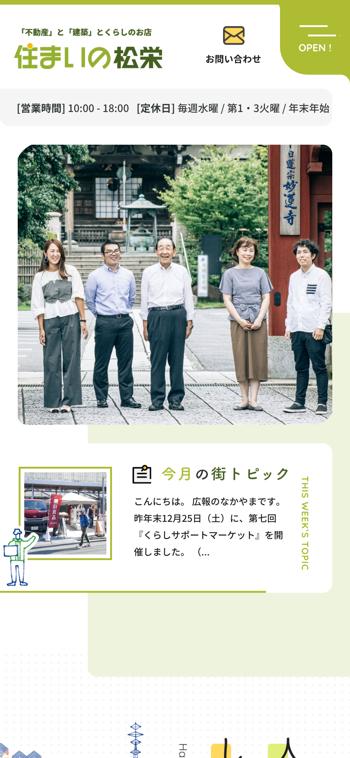 「不動産」と「建築」とくらしのお店
住まいの松栄
お問い合わせ
OPEN !
[営業時間] 10:00 - 18:00 [定休日] 毎週水曜 / 第1・3火曜 / 年末年始
日蓮宗 妙蓮寺
今月の街トピック
こんにちは。 広報のなかやまです。
昨年末12月25日（土）に、第七回
『くらしサポートマーケット』を開
催しました。 （...
THIS WEEK'S TOPIC